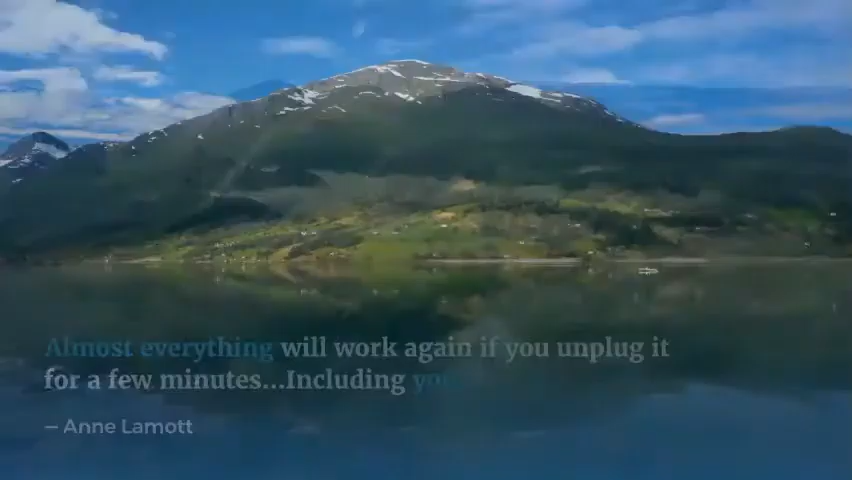 Almost everything will work again if you unplug it
for a few minutes...Including you
— Anne Lamott